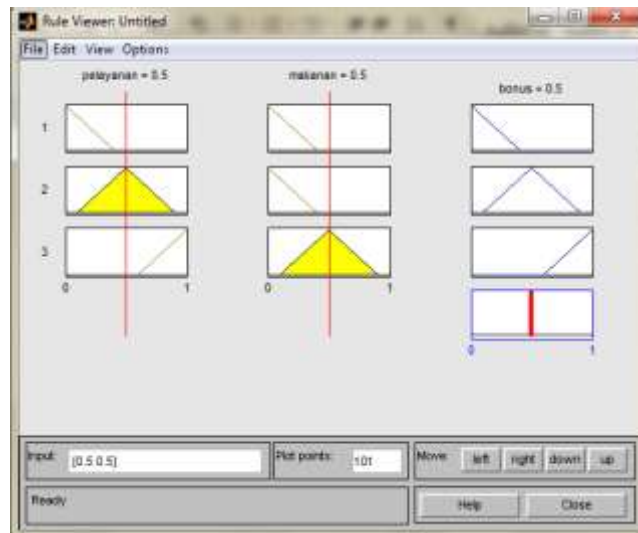 Rule Viewer: Untitled
File Edit View Options
pelayanan = 0.5
makanan = 0.5
bonus = 0.5
1
2
3
0 1
0 1
0 1
Input: [0.5 0.5]
Plot points: 101
Move: left right down up
Ready
Help Close